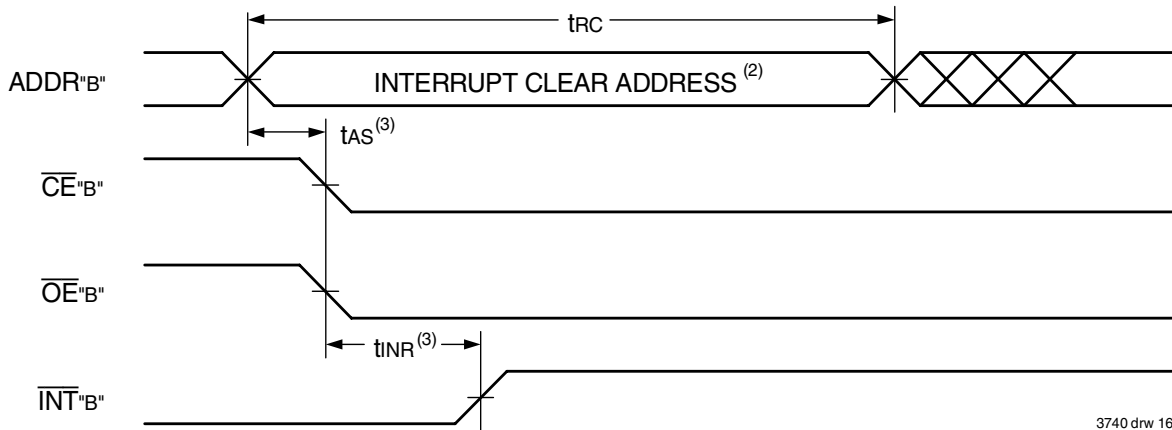 tRC
ADDR"B"
INTERRUPT CLEAR ADDRESS (2)
tAS(3)
CE"B"
OE"B"
tINR(3)
INT"B"
3740 drw 16